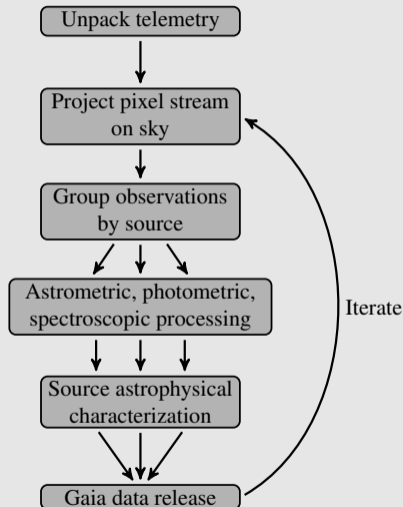 Unpack telemetry
Project pixel stream
on sky
Group observations
by source
Astrometric, photometric,
spectroscopic processing
Iterate
Source astrophysical
characterization
Gaia data release